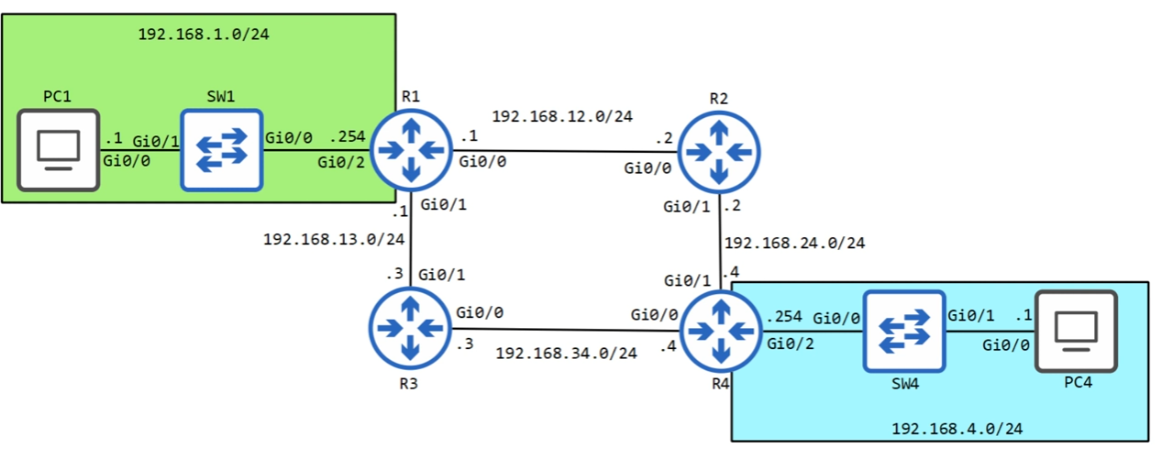 192.168.1.0/24
PC1
SW1
R1
R2
.1
Gi0/1
Gi0/0
Gi0/0
.254
Gi0/2
.1
Gi0/0
192.168.12.0/24
.2
Gi0/0
.1
Gi0/1
192.168.13.0/24
.3
Gi0/1
Gi0/1
.2
192.168.24.0/24
Gi0/1
.4
Gi0/0
.3
192.168.34.0/24
Gi0/0
.4
R3
R4
.254
Gi0/2
Gi0/0
Gi0/1
.1
Gi0/0
SW4
PC4
192.168.4.0/24